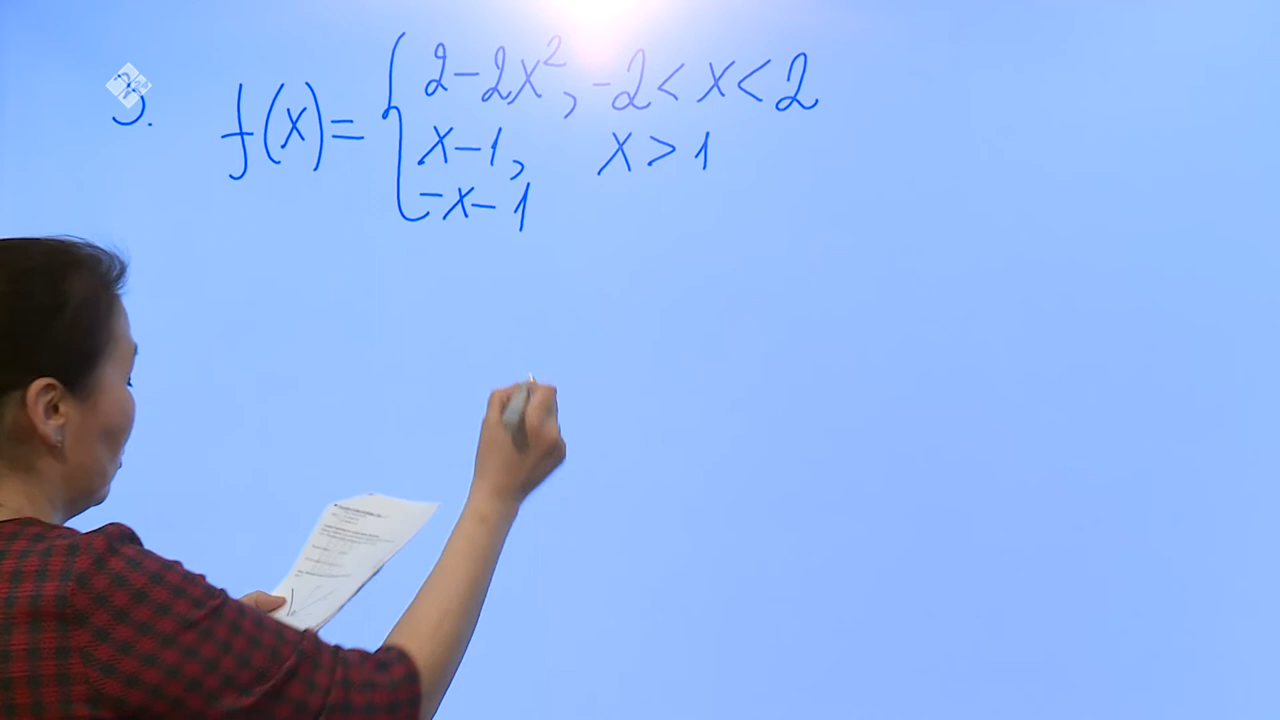 3. f(x)=
2-2x², -2<x<2
x-1, x>1
-x-1